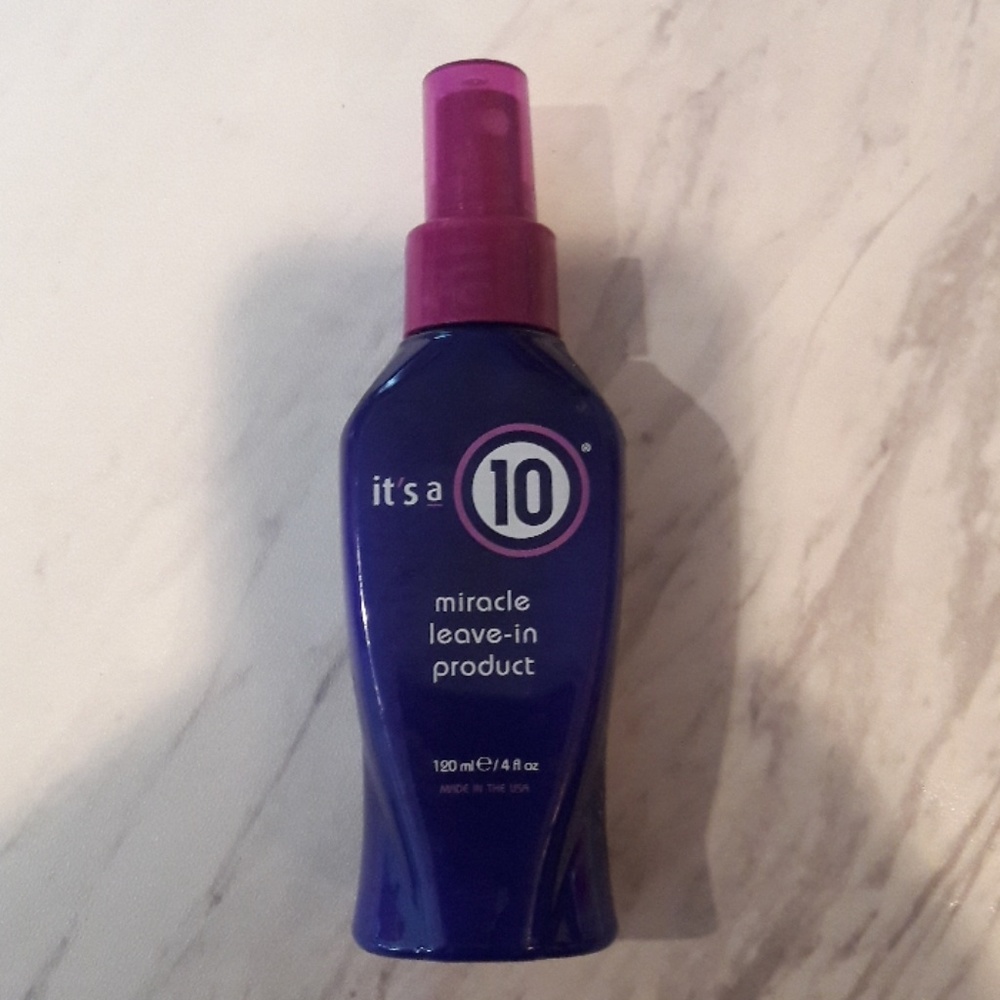 it's a 10®
miracle
leave-in
product
120 ml ℮ / 4 fl oz
MADE IN THE USA